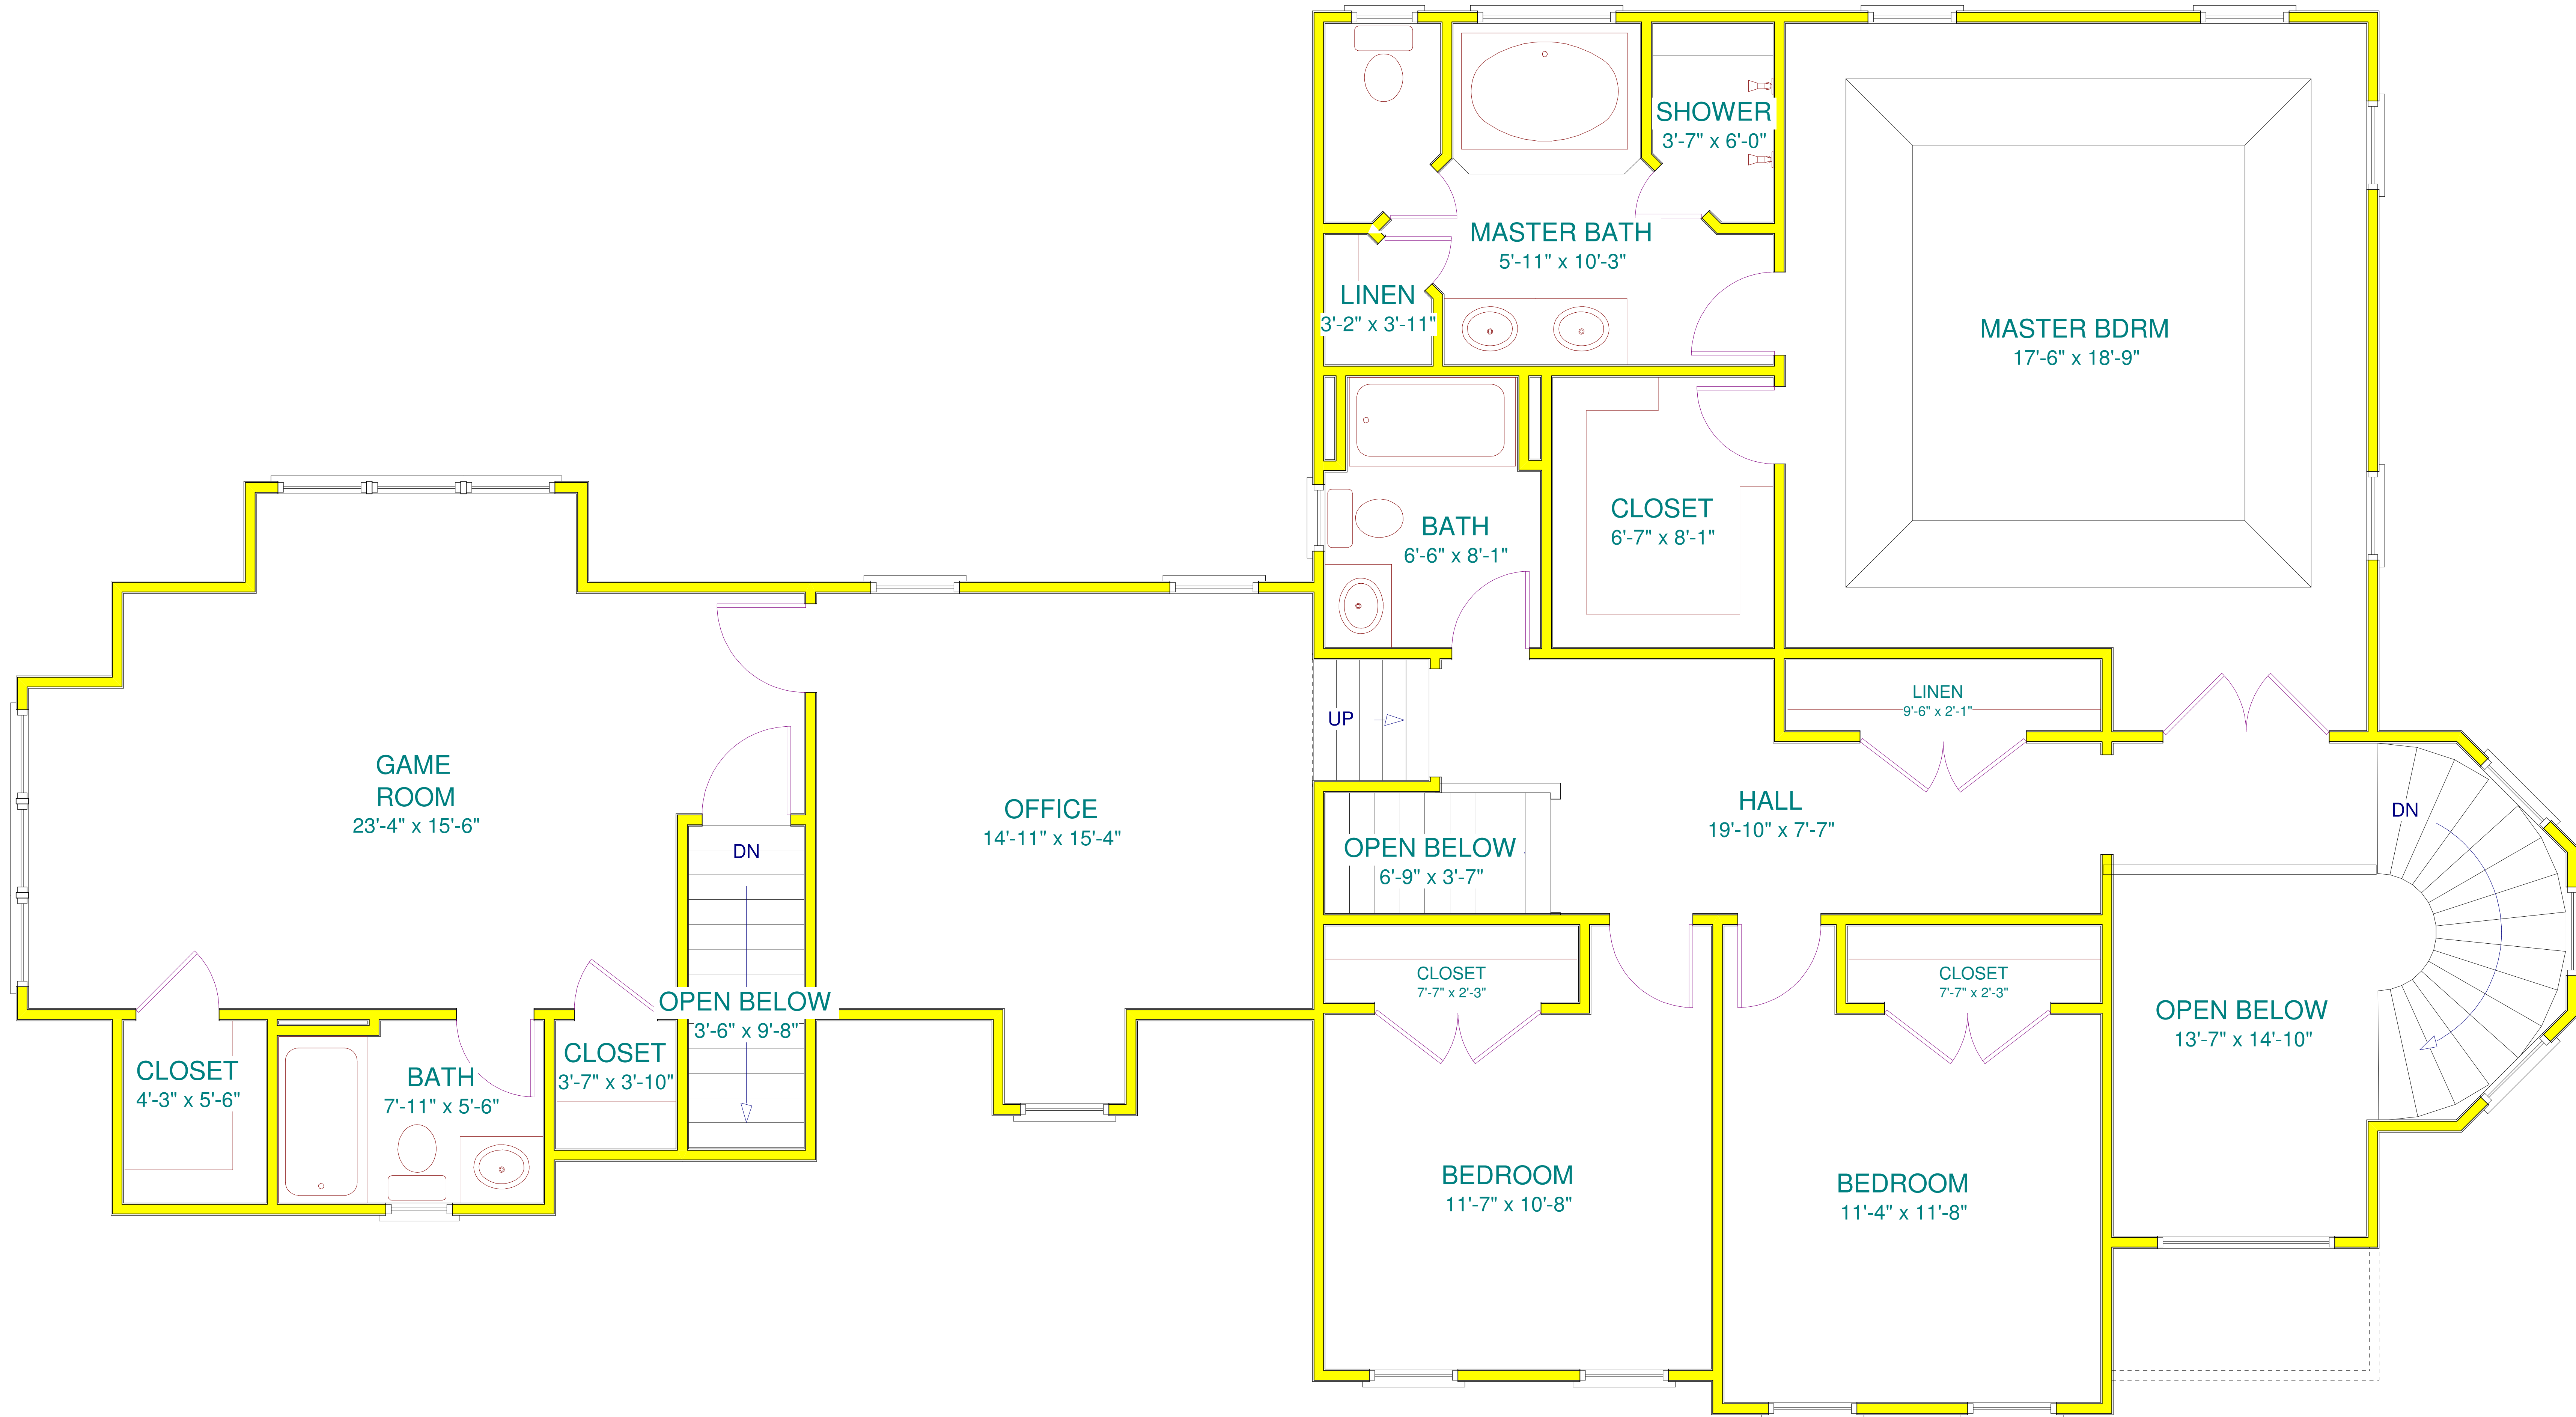 SHOWER
3'-7" x 6'-0"
MASTER BATH
5'-11" x 10'-3"
LINEN
3'-2" x 3'-11"
MASTER BDRM
17'-6" x 18'-9"
CLOSET
6'-7" x 8'-1"
BATH
6'-6" x 8'-1"
LINEN
9'-6" x 2'-1"
UP
GAME
ROOM
23'-4" x 15'-6"
OFFICE
14'-11" x 15'-4"
HALL
19'-10" x 7'-7"
DN
DN
OPEN BELOW
6'-9" x 3'-7"
CLOSET
7'-7" x 2'-3"
CLOSET
7'-7" x 2'-3"
OPEN BELOW
3'-6" x 9'-8"
OPEN BELOW
13'-7" x 14'-10"
CLOSET
4'-3" x 5'-6"
BATH
7'-11" x 5'-6"
CLOSET
3'-7" x 3'-10"
BEDROOM
11'-7" x 10'-8"
BEDROOM
11'-4" x 11'-8"